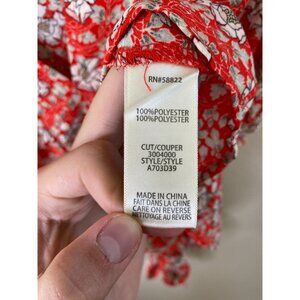 RN#58822
100%POLYESTER
100%POLYESTER
CUT/COUPER
3004000
STYLE/STYLE
A703D39
MADE IN CHINA
FAIT DANS LA CHINE
CARE ON REVERSE
NETTOYAGE AU REVERS